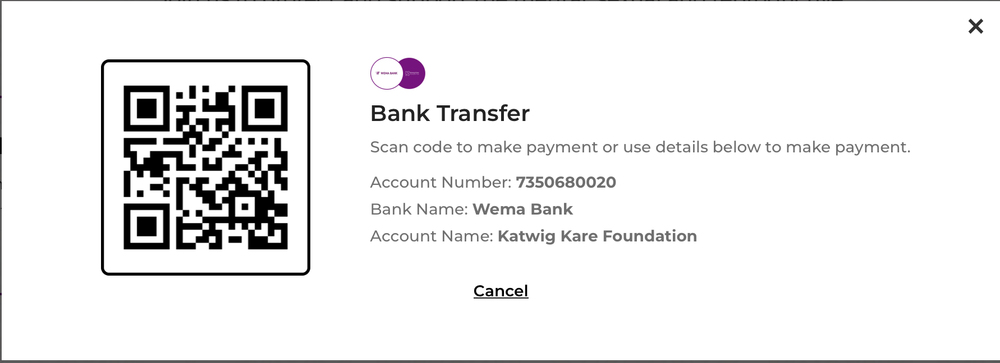 WEMA BANK
Bank Transfer
Scan code to make payment or use details below to make payment.
Account Number: 7350680020
Bank Name: Wema Bank
Account Name: Katwig Kare Foundation
Cancel